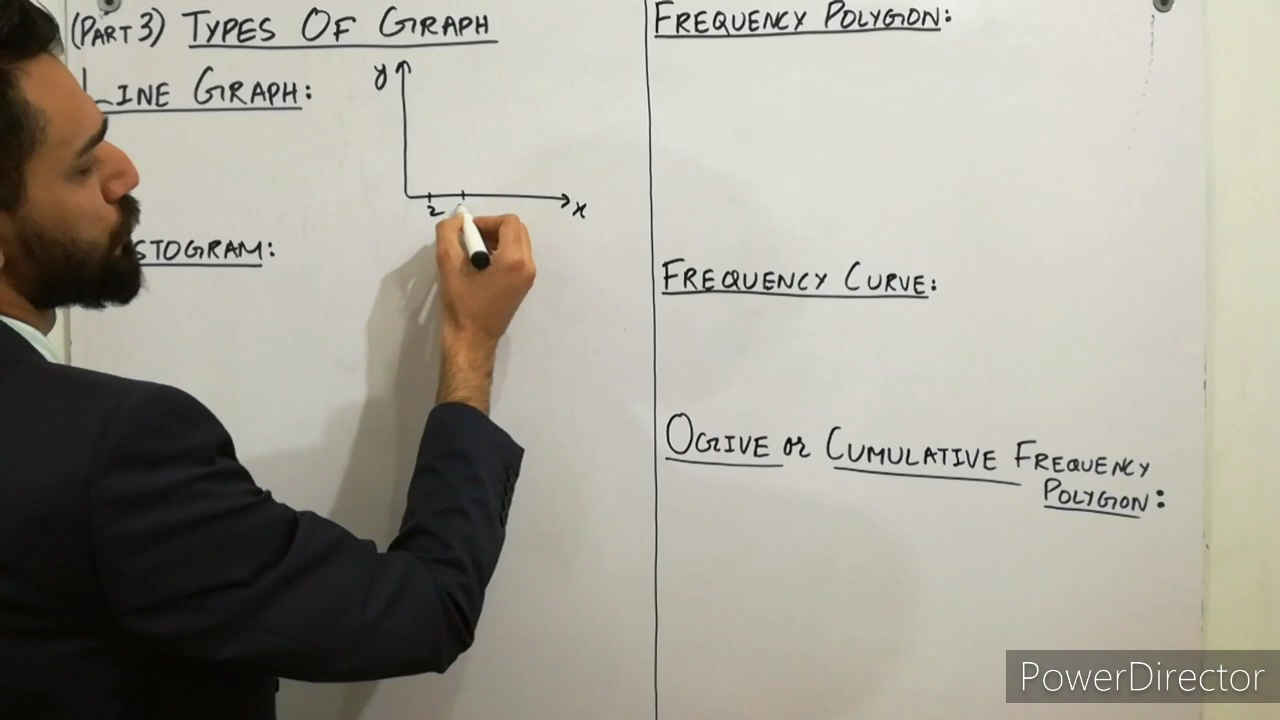 (PART 3) TYPES OF GRAPH
LINE GRAPH:
y
2
x
STOGRAM:
FREQUENCY POLYGON:
FREQUENCY CURVE:
OGIVE or CUMULATIVE FREQUENCY
POLYGON:
PowerDirector